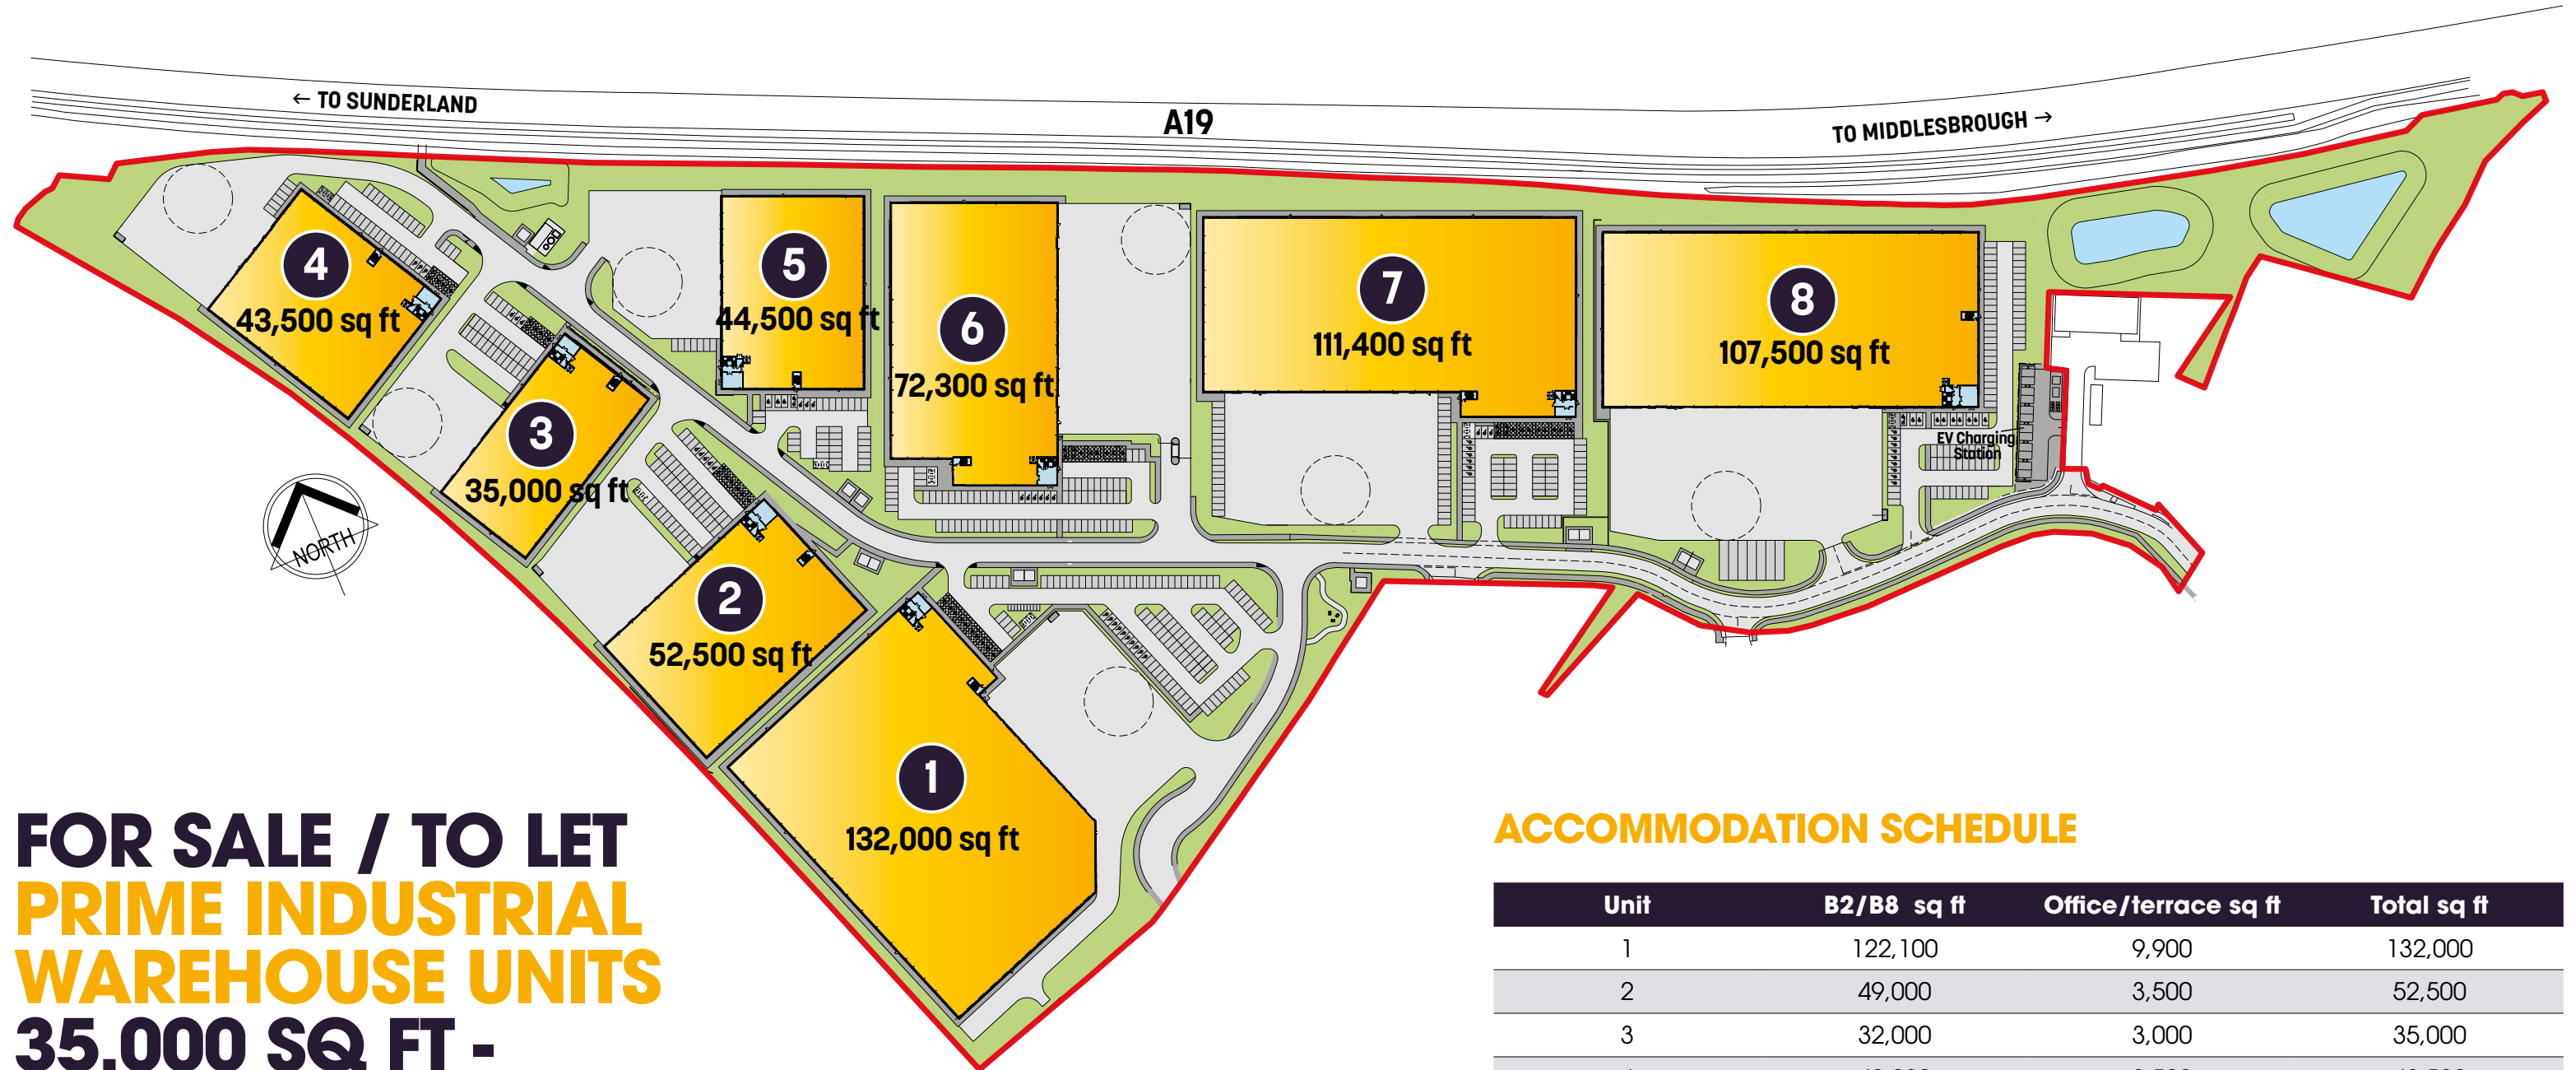 ← TO SUNDERLAND
A19
TO MIDDLESBROUGH →
4
43,500 sq ft
5
44,500 sq ft
6
72,300 sq ft
7
111,400 sq ft
8
107,500 sq ft
3
35,000 sq ft
EV Charging
Station
NORTH
2
52,500 sq ft
1
132,000 sq ft
FOR SALE / TO LET
PRIME INDUSTRIAL
WAREHOUSE UNITS
35,000 SQ FT -
ACCOMMODATION SCHEDULE
Unit B2/B8 sq ft Office/terrace sq ft Total sq ft
1 122,100 9,900 132,000
2 49,000 3,500 52,500
3 32,000 3,000 35,000